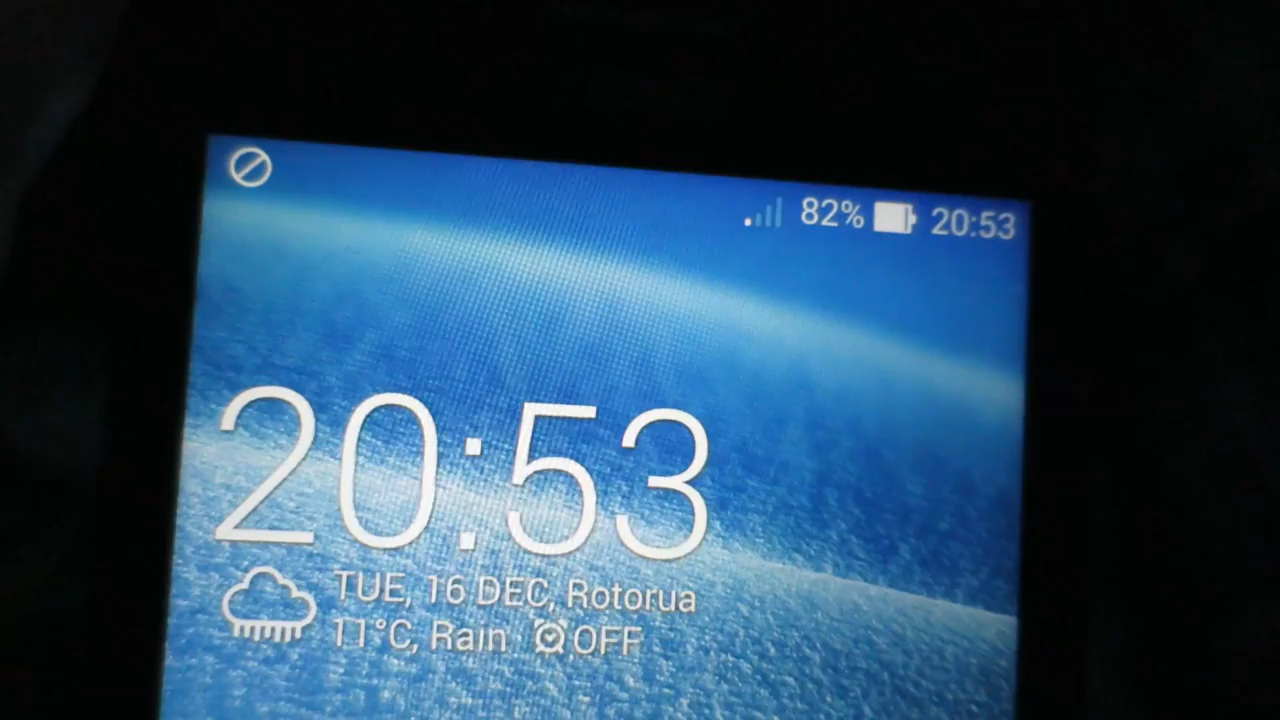 82% 20:53
20:53
TUE, 16 DEC, Rotorua
11°C, Rain OFF